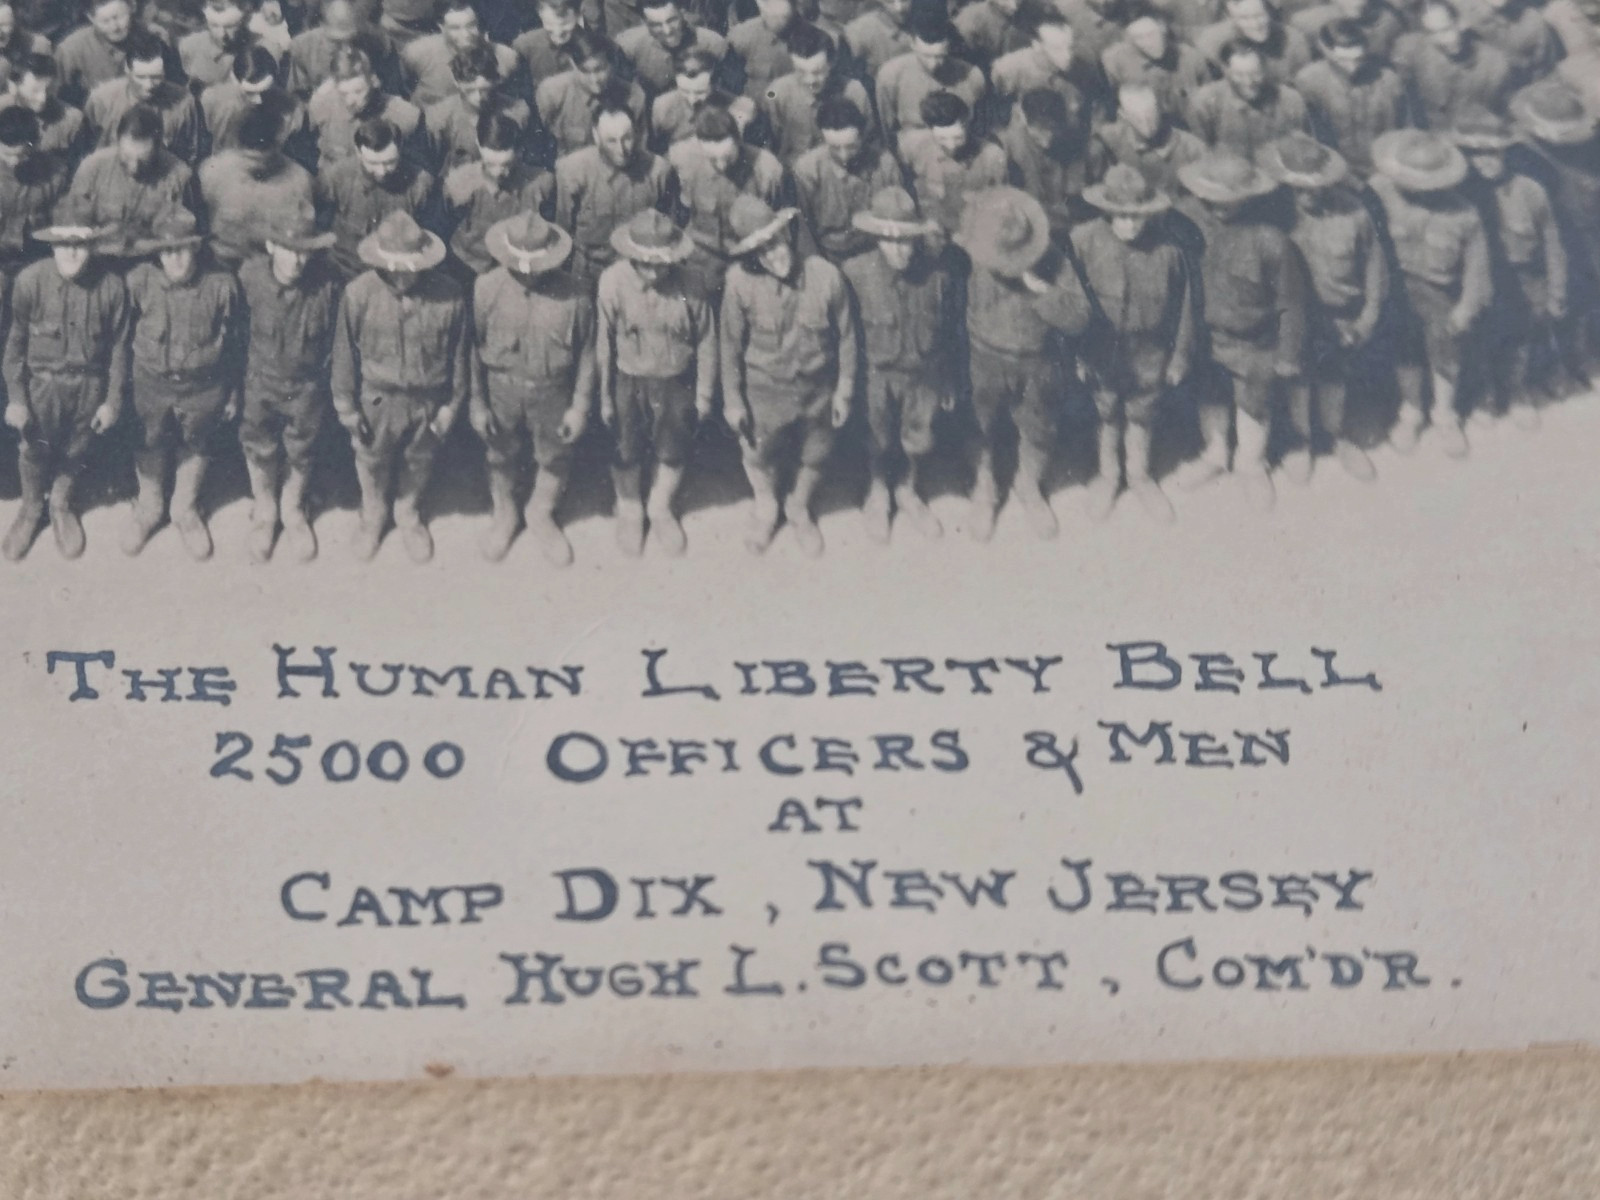 THE HUMAN LIBERTY BELL
25000 OFFICERS & MEN
AT
CAMP DIX, NEW JERSEY
GENERAL HUGH L. SCOTT, COM'D'R.